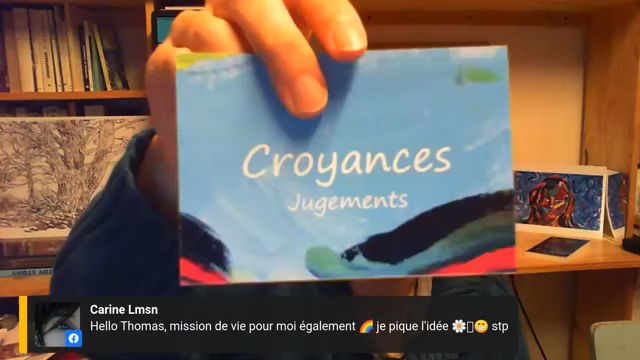 Croyances
Jugements
Carine Lmsn
Hello Thomas, mission de vie pour moi également 🌈 je pique l'idée 🌼▯😁 stp